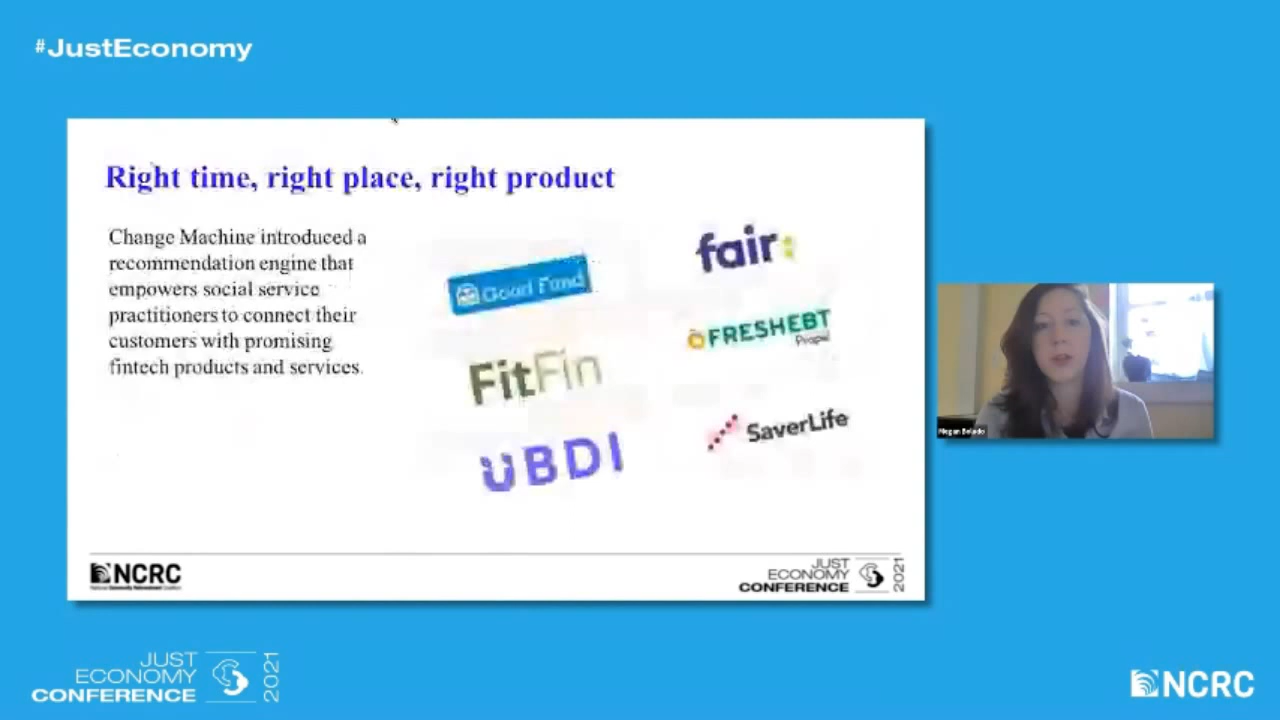 #JustEconomy
Right time, right place, right product
Change Machine introduced a
recommendation engine that
empowers social service
practitioners to connect their
customers with promising
fintech products and services.
Good Fund
fair:
FitFin
FRESHEBT
Propel
UBDI
SaverLife
NCRC
JUST
ECONOMY
CONFERENCE
2021
Megan
JUST
ECONOMY
CONFERENCE
2021
NCRC